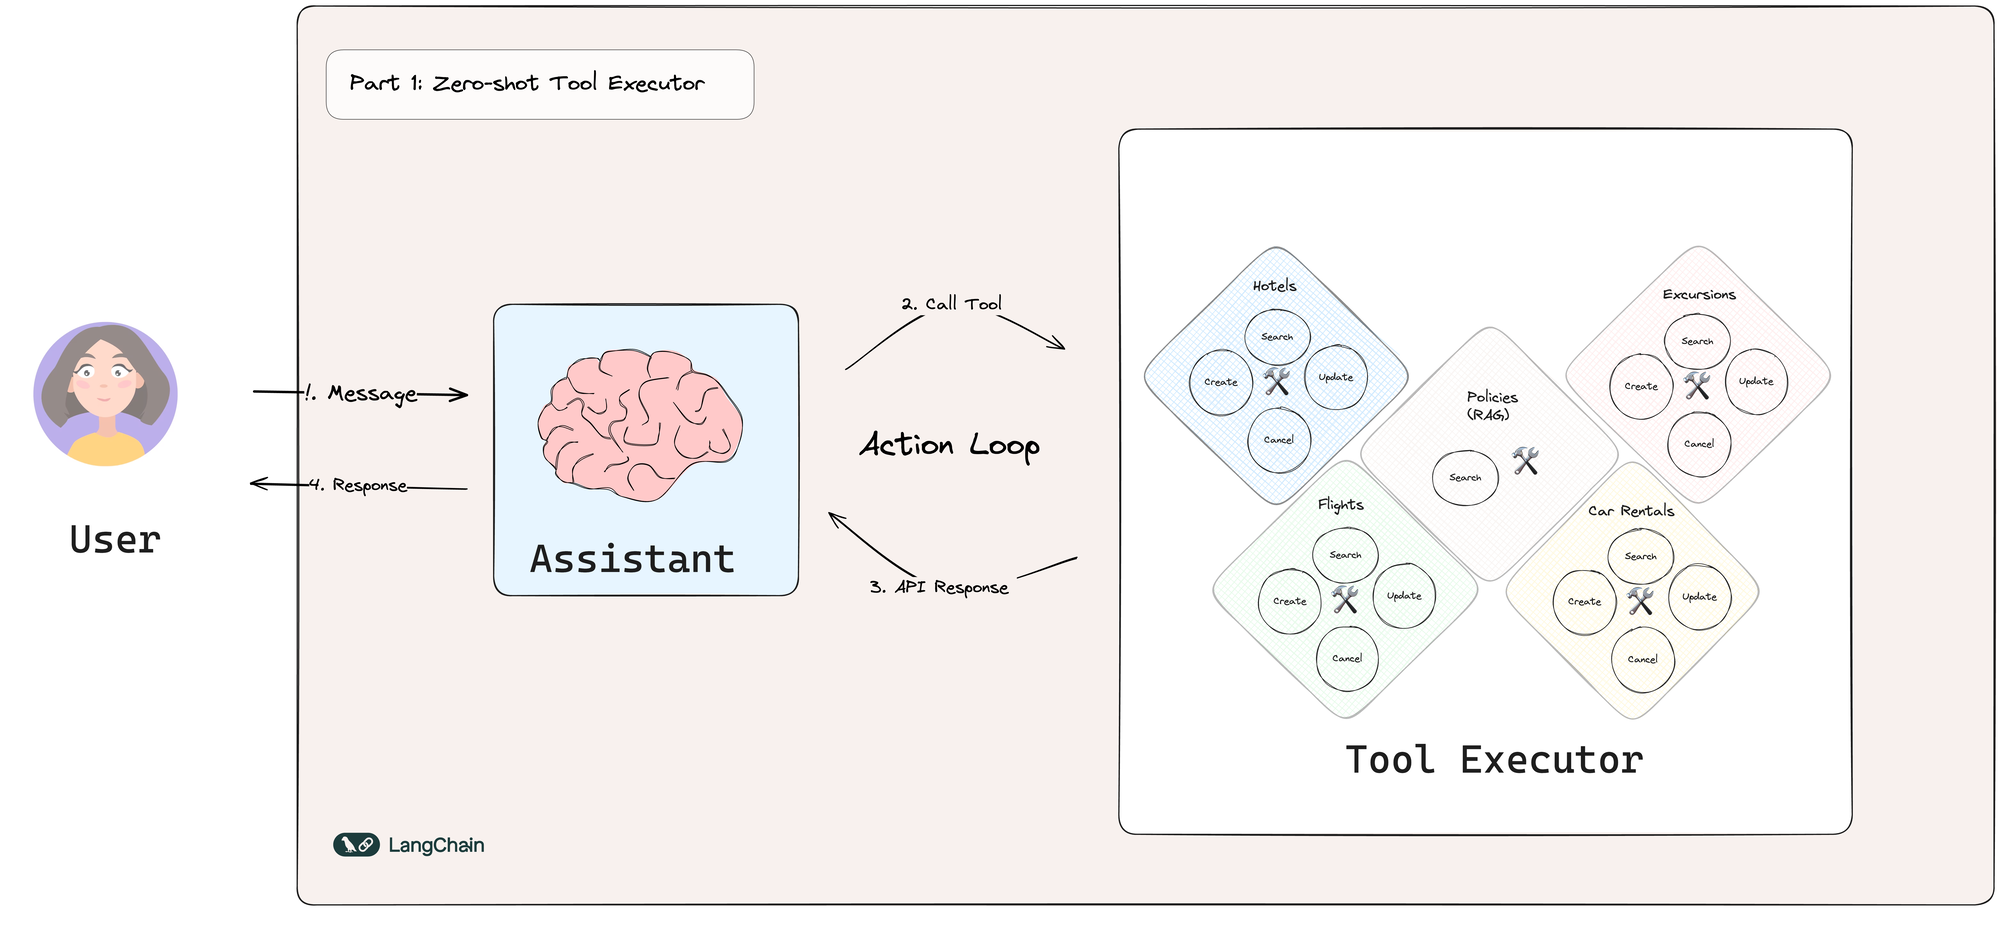 Part 1: Zero-shot Tool Executor
1. Message
4. Response
User
Assistant
2. Call Tool
Action Loop
3. API Response
Hotels
Search
Create
Update
Cancel
Excursions
Search
Create
Update
Cancel
Policies
(RAG)
Search
Flights
Search
Create
Update
Cancel
Car Rentals
Search
Create
Update
Cancel
Tool Executor
LangChain